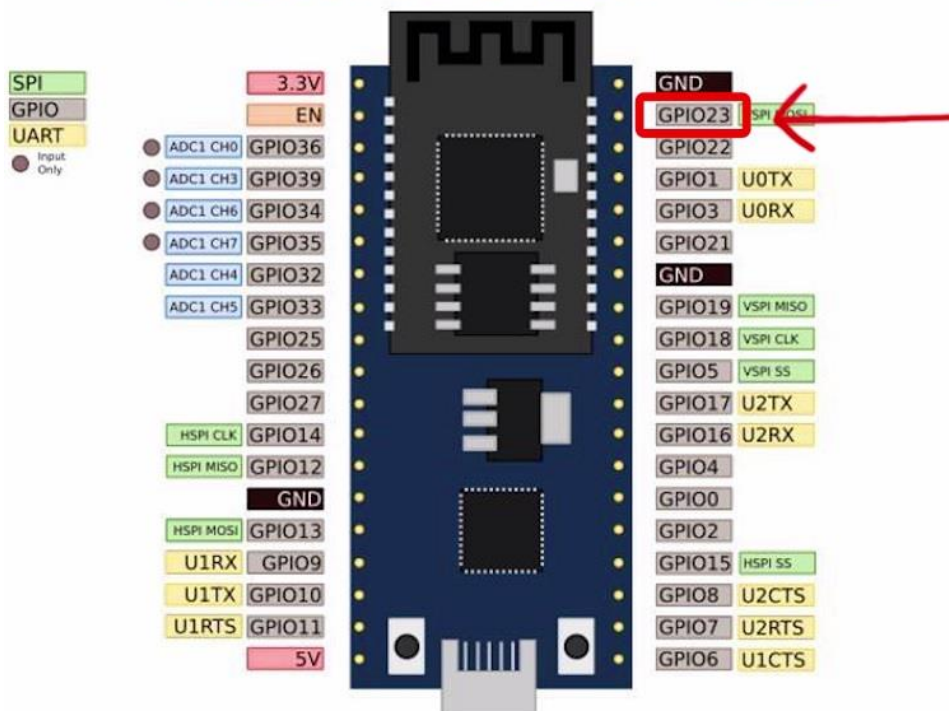 SPI
GPIO
UART
Input
Only
3.3V
EN
ADC1 CH0 GPIO36
ADC1 CH3 GPIO39
ADC1 CH6 GPIO34
ADC1 CH7 GPIO35
ADC1 CH4 GPIO32
ADC1 CH5 GPIO33
GPIO25
GPIO26
GPIO27
HSPI CLK GPIO14
HSPI MISO GPIO12
GND
HSPI MOSI GPIO13
U1RX GPIO9
U1TX GPIO10
U1RTS GPIO11
5V
GND
GPIO23 VSPI MOSI
GPIO22
GPIO1 U0TX
GPIO3 U0RX
GPIO21
GND
GPIO19 VSPI MISO
GPIO18 VSPI CLK
GPIO5 VSPI SS
GPIO17 U2TX
GPIO16 U2RX
GPIO4
GPIO0
GPIO2
GPIO15 HSPI SS
GPIO8 U2CTS
GPIO7 U2RTS
GPIO6 U1CTS